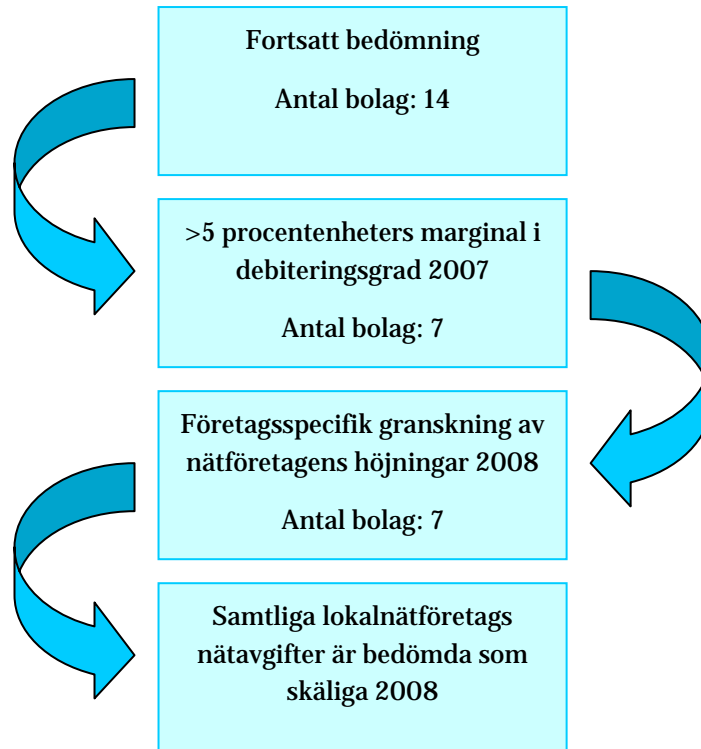 Fortsatt bedömning
Antal bolag: 14
>5 procentenheters marginal i
debiteringsgrad 2007
Antal bolag: 7
Företagsspecifik granskning av
nätföretagens höjningar 2008
Antal bolag: 7
Samtliga lokalnätföretags
nätavgifter är bedömda som
skäliga 2008